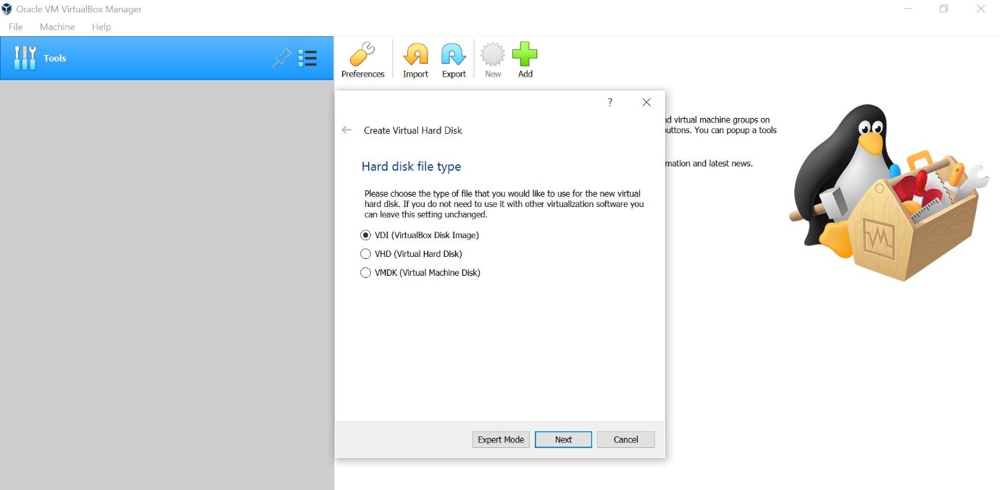 Oracle VM VirtualBox Manager
File Machine Help
Tools
Preferences Import Export New Add
?
Create Virtual Hard Disk
Hard disk file type
Please choose the type of file that you would like to use for the new virtual
hard disk. If you do not need to use it with other virtualization software you
can leave this setting unchanged.
VDI (VirtualBox Disk Image)
VHD (Virtual Hard Disk)
VMDK (Virtual Machine Disk)
Expert Mode Next Cancel
virtual machine groups on
You can popup a tools
and latest news.